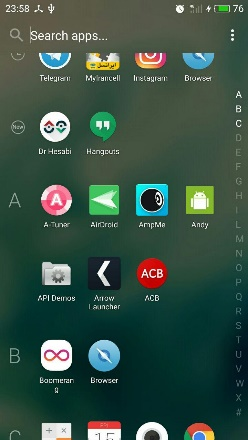 23:58
76
Search apps...
Telegram
MyIrancell
Instagram
Browser
New
Dr Hesabi
Hangouts
A
A-Tuner
AirDroid
AmpMe
Andy
API Demos
Arrow
Launcher
ACB
ACB
B
Boomeran
g
Browser
C
A
B
C
D
E
F
G
H
I
J
K
L
M
N
O
P
Q
R
S
T
U
V
W
X
#